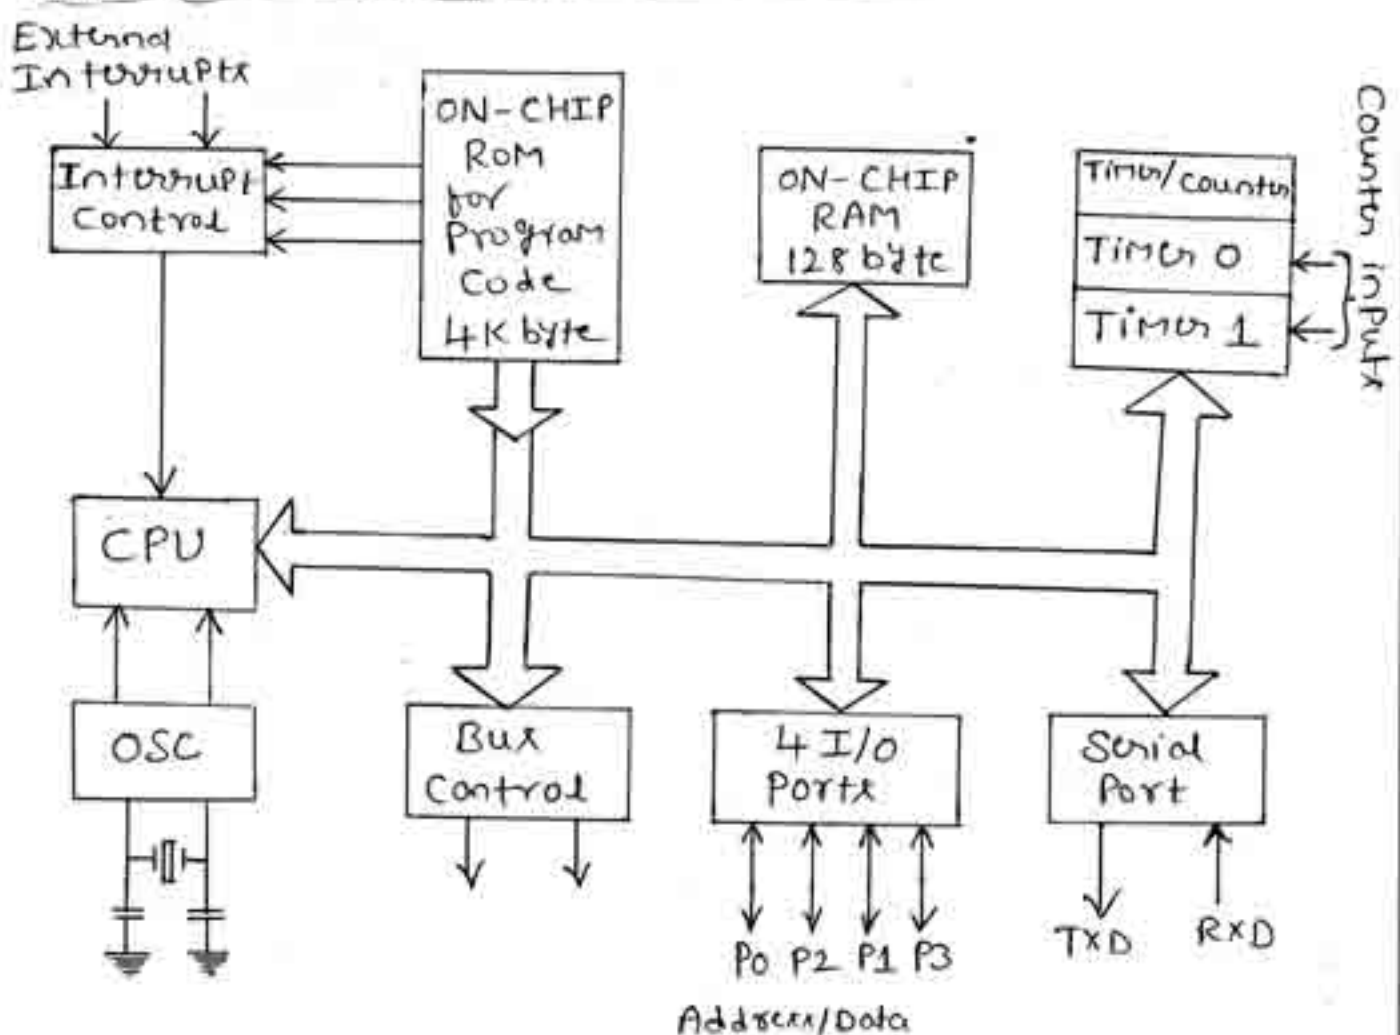 External
Interrupts
Interrupt
Control
ON-CHIP
ROM
for
Program
Code
4K byte
ON-CHIP
RAM
128 byte
Timer/Counter
Timer 0
Timer 1
Counter inputs
CPU
OSC
Bus
Control
4 I/O
Ports
Serial
Port
P0 P2 P1 P3
TXD
RXD
Address/Data